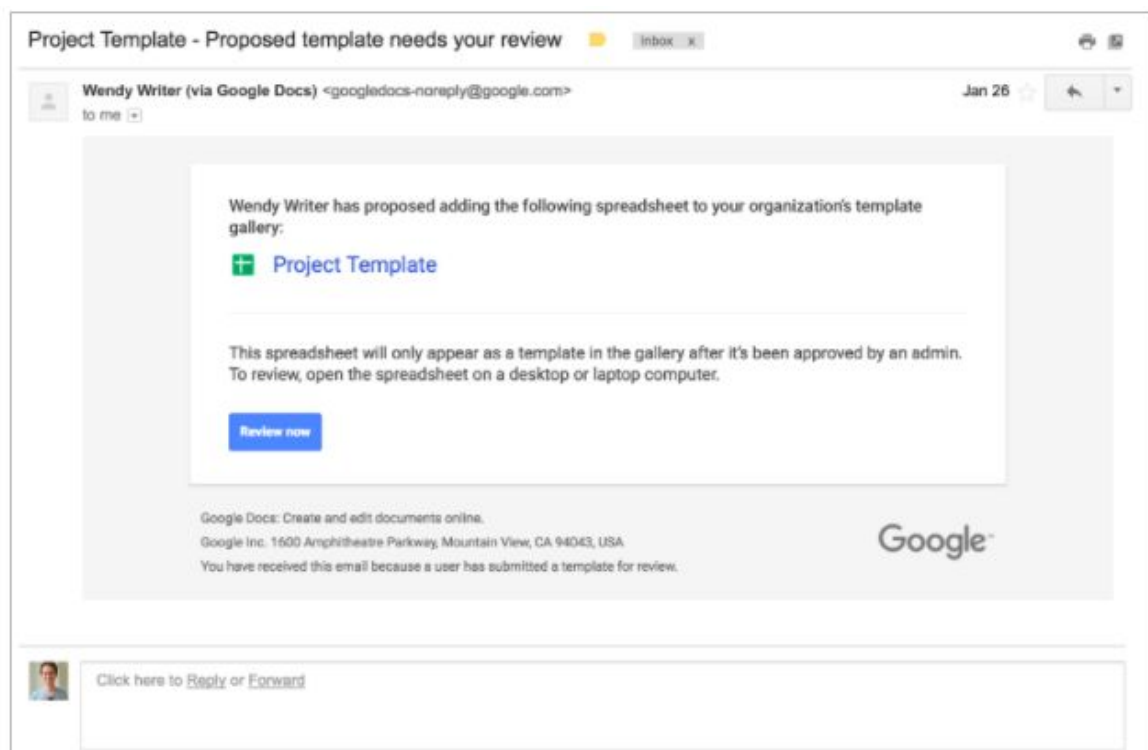 Project Template - Proposed template needs your review Inbox x
Wendy Writer (via Google Docs) <googledocs-noreply@google.com> Jan 26
to me
Wendy Writer has proposed adding the following spreadsheet to your organization's template
gallery:
Project Template
This spreadsheet will only appear as a template in the gallery after it's been approved by an admin.
To review, open the spreadsheet on a desktop or laptop computer.
Review now
Google Docs: Create and edit documents online.
Google Inc. 1600 Amphitheatre Parkway, Mountain View, CA 94043, USA
You have received this email because a user has submitted a template for review.
Google
Click here to Reply or Forward